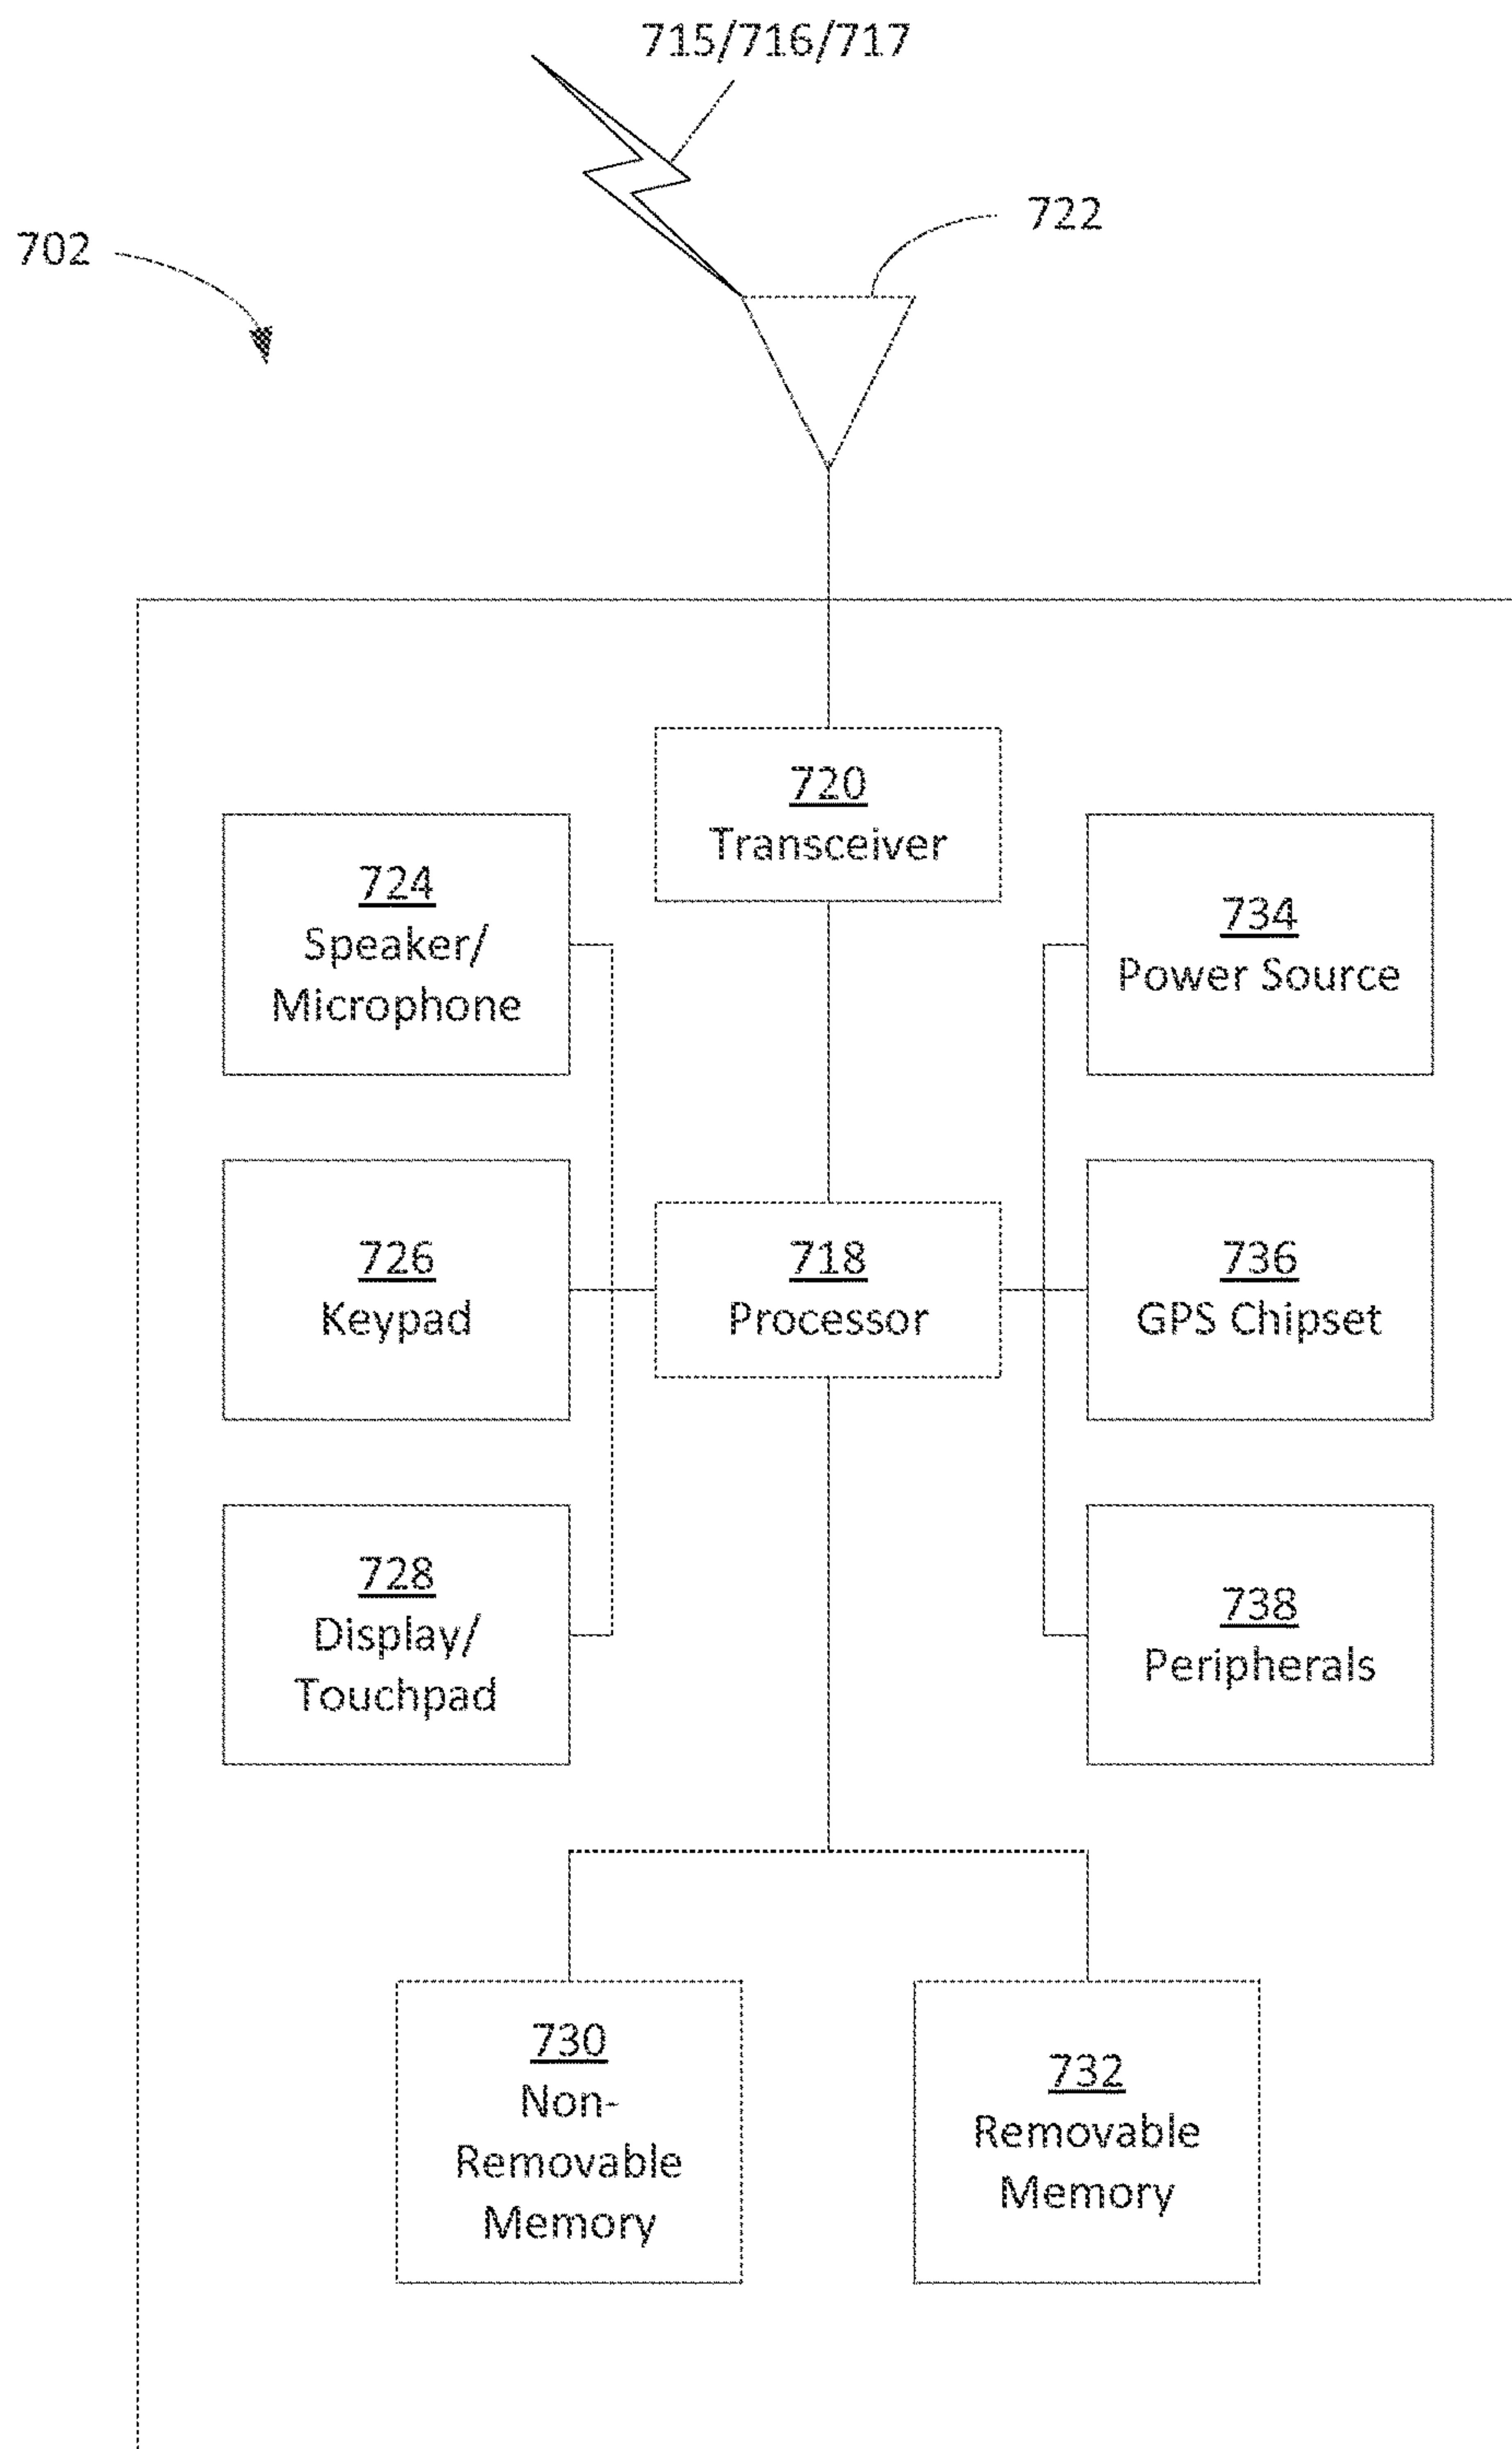 715/716/717
722
702
720
Transceiver
724
Speaker/
Microphone
734
Power Source
726
Keypad
718
Processor
736
GPS Chipset
728
Display/
Touchpad
738
Peripherals
730
Non-
Removable
Memory
732
Removable
Memory